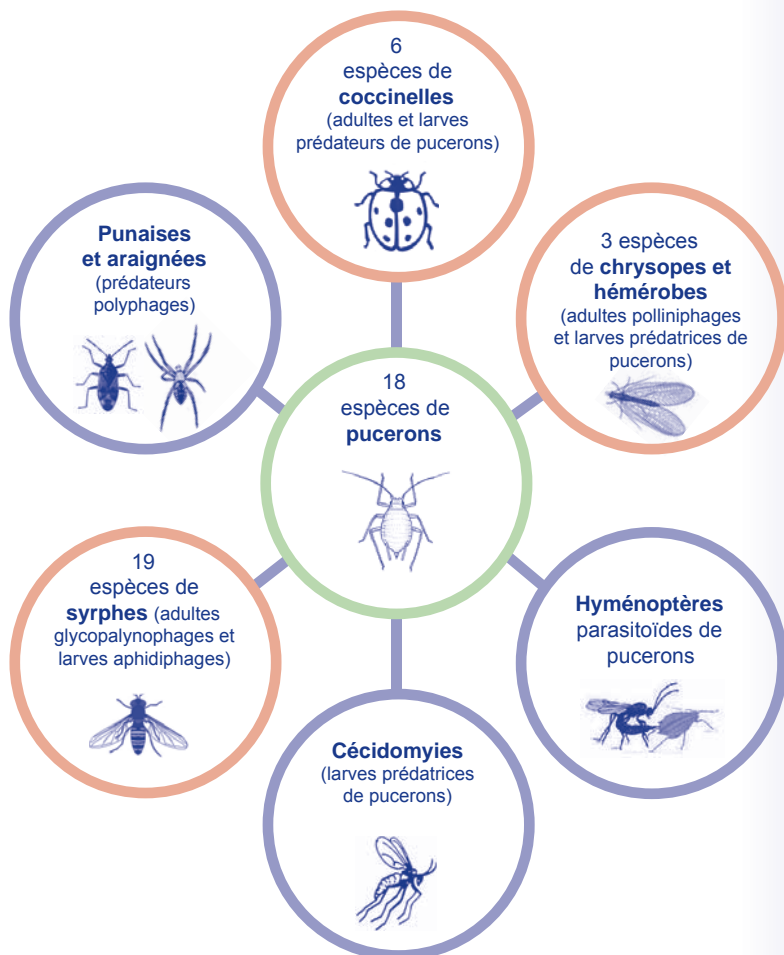 6
espèces de
coccinelles
(adultes et larves
prédateurs de pucerons)
Punaises
et araignées
(prédateurs
polyphages)
3 espèces
de chrysopes et
hémérobes
(adultes polliniphages
et larves prédatrices de
pucerons)
18
espèces de
pucerons
19
espèces de
syrphes (adultes
glycopalynophages et
larves aphidiphages)
Hyménoptères
parasitoïdes de
pucerons
Cécidomyies
(larves prédatrices
de pucerons)